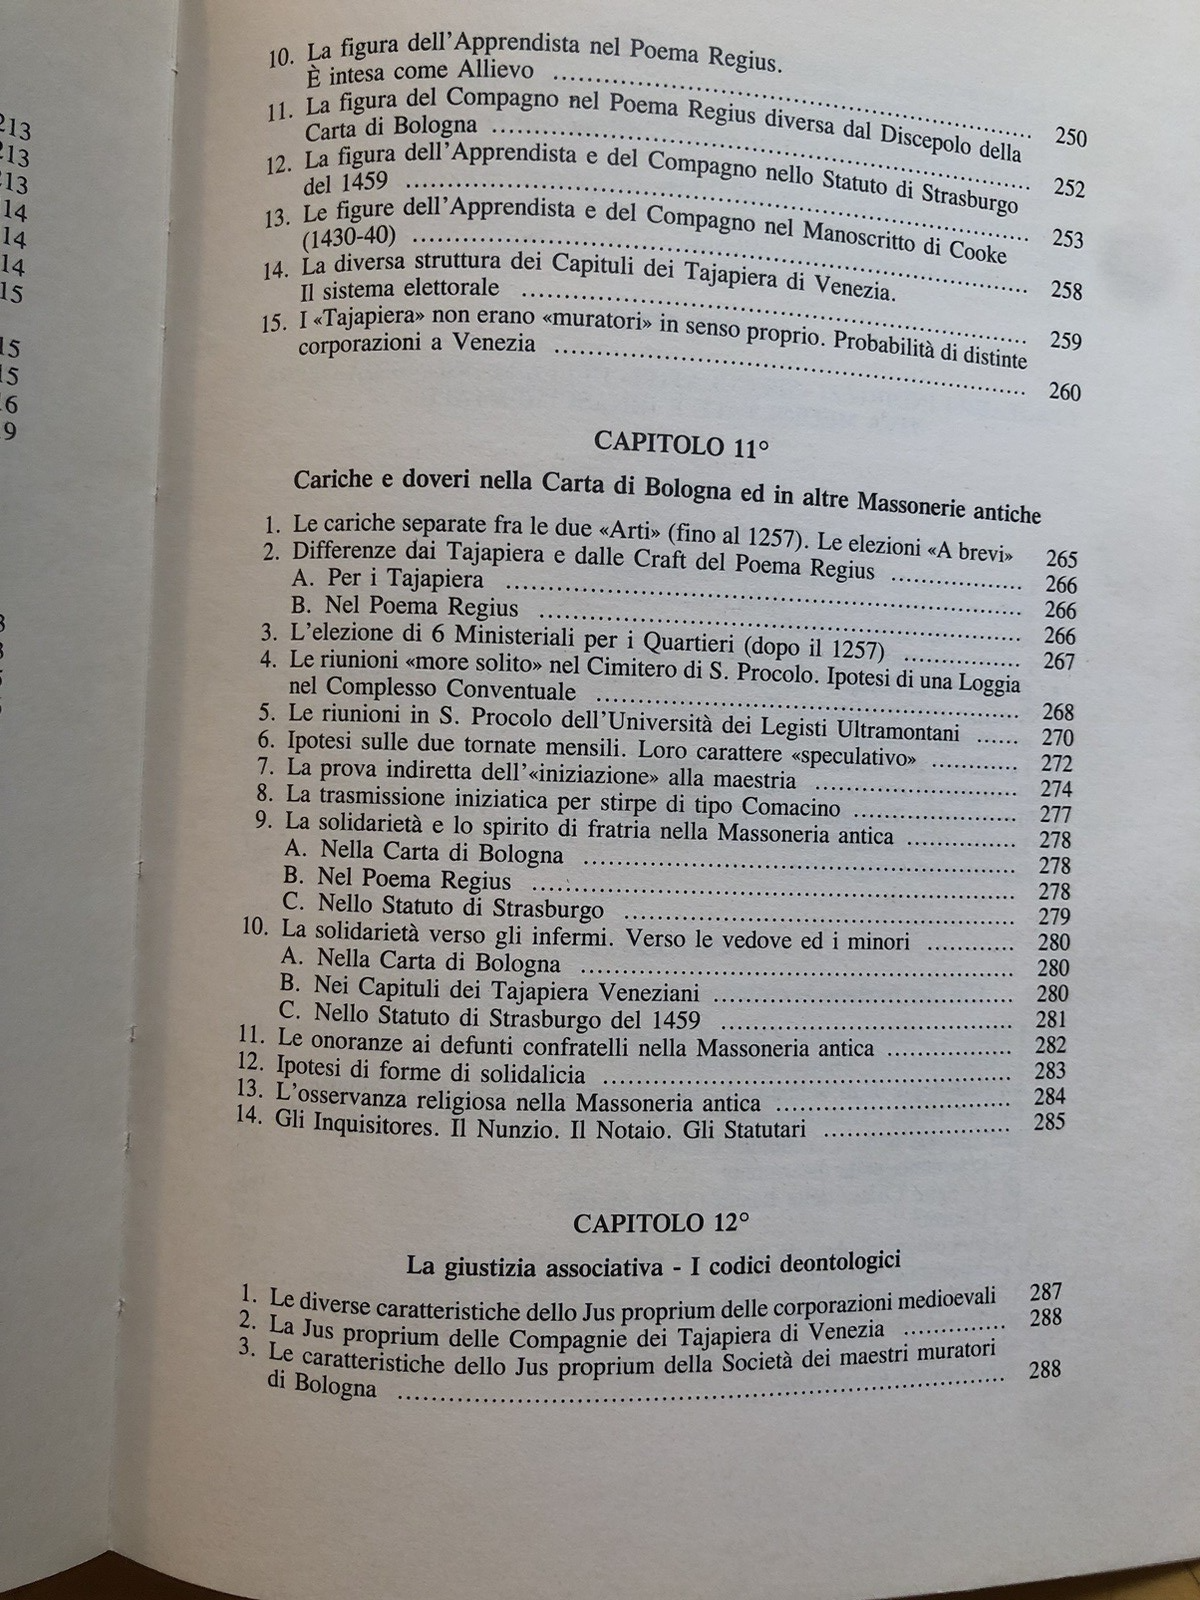 213
213
213
14
14
14
15
15
15
6
9
10. La figura dell'Apprendista nel Poema Regius.
È intesa come Allievo ........ 250
11. La figura del Compagno nel Poema Regius diversa dal Discepolo della
Carta di Bologna ........ 252
12. La figura dell'Apprendista e del Compagno nello Statuto di Strasburgo
del 1459 ........ 253
13. Le figure dell'Apprendista e del Compagno nel Manoscritto di Cooke
(1430-40) ........ 258
14. La diversa struttura dei Capituli dei Tajapiera di Venezia.
Il sistema elettorale ........ 259
15. I «Tajapiera» non erano «muratori» in senso proprio. Probabilità di distinte
corporazioni a Venezia ........ 260
CAPITOLO 11°
Cariche e doveri nella Carta di Bologna ed in altre Massonerie antiche
1. Le cariche separate fra le due «Arti» (fino al 1257). Le elezioni «A brevi» 265
2. Differenze dai Tajapiera e dalle Craft del Poema Regius ........ 266
A. Per i Tajapiera ........ 266
B. Nel Poema Regius ........ 266
3. L'elezione di 6 Ministeriali per i Quartieri (dopo il 1257) ........ 267
4. Le riunioni «more solito» nel Cimitero di S. Procolo. Ipotesi di una Loggia
nel Complesso Conventuale ........ 268
5. Le riunioni in S. Procolo dell'Università dei Legisti Ultramontani ...... 270
6. Ipotesi sulle due tornate mensili. Loro carattere «speculativo» ........ 272
7. La prova indiretta dell'«iniziazione» alla maestria ........ 274
8. La trasmissione iniziatica per stirpe di tipo Comacino ........ 277
9. La solidarietà e lo spirito di fratria nella Massoneria antica ........ 278
A. Nella Carta di Bologna ........ 278
B. Nel Poema Regius ........ 278
C. Nello Statuto di Strasburgo ........ 279
10. La solidarietà verso gli infermi. Verso le vedove ed i minori ........ 280
A. Nella Carta di Bologna ........ 280
B. Nei Capituli dei Tajapiera Veneziani ........ 280
C. Nello Statuto di Strasburgo del 1459 ........ 281
11. Le onoranze ai defunti confratelli nella Massoneria antica ........ 282
12. Ipotesi di forme di solidalicia ........ 283
13. L'osservanza religiosa nella Massoneria antica ........ 284
14. Gli Inquisitores. Il Nunzio. Il Notaio. Gli Statutari ........ 285
CAPITOLO 12°
La giustizia associativa - I codici deontologici
1. Le diverse caratteristiche dello Jus proprium delle corporazioni medioevali 287
2. La Jus proprium delle Compagnie dei Tajapiera di Venezia ........ 288
3. Le caratteristiche dello Jus proprium della Società dei maestri muratori
di Bologna ........ 288